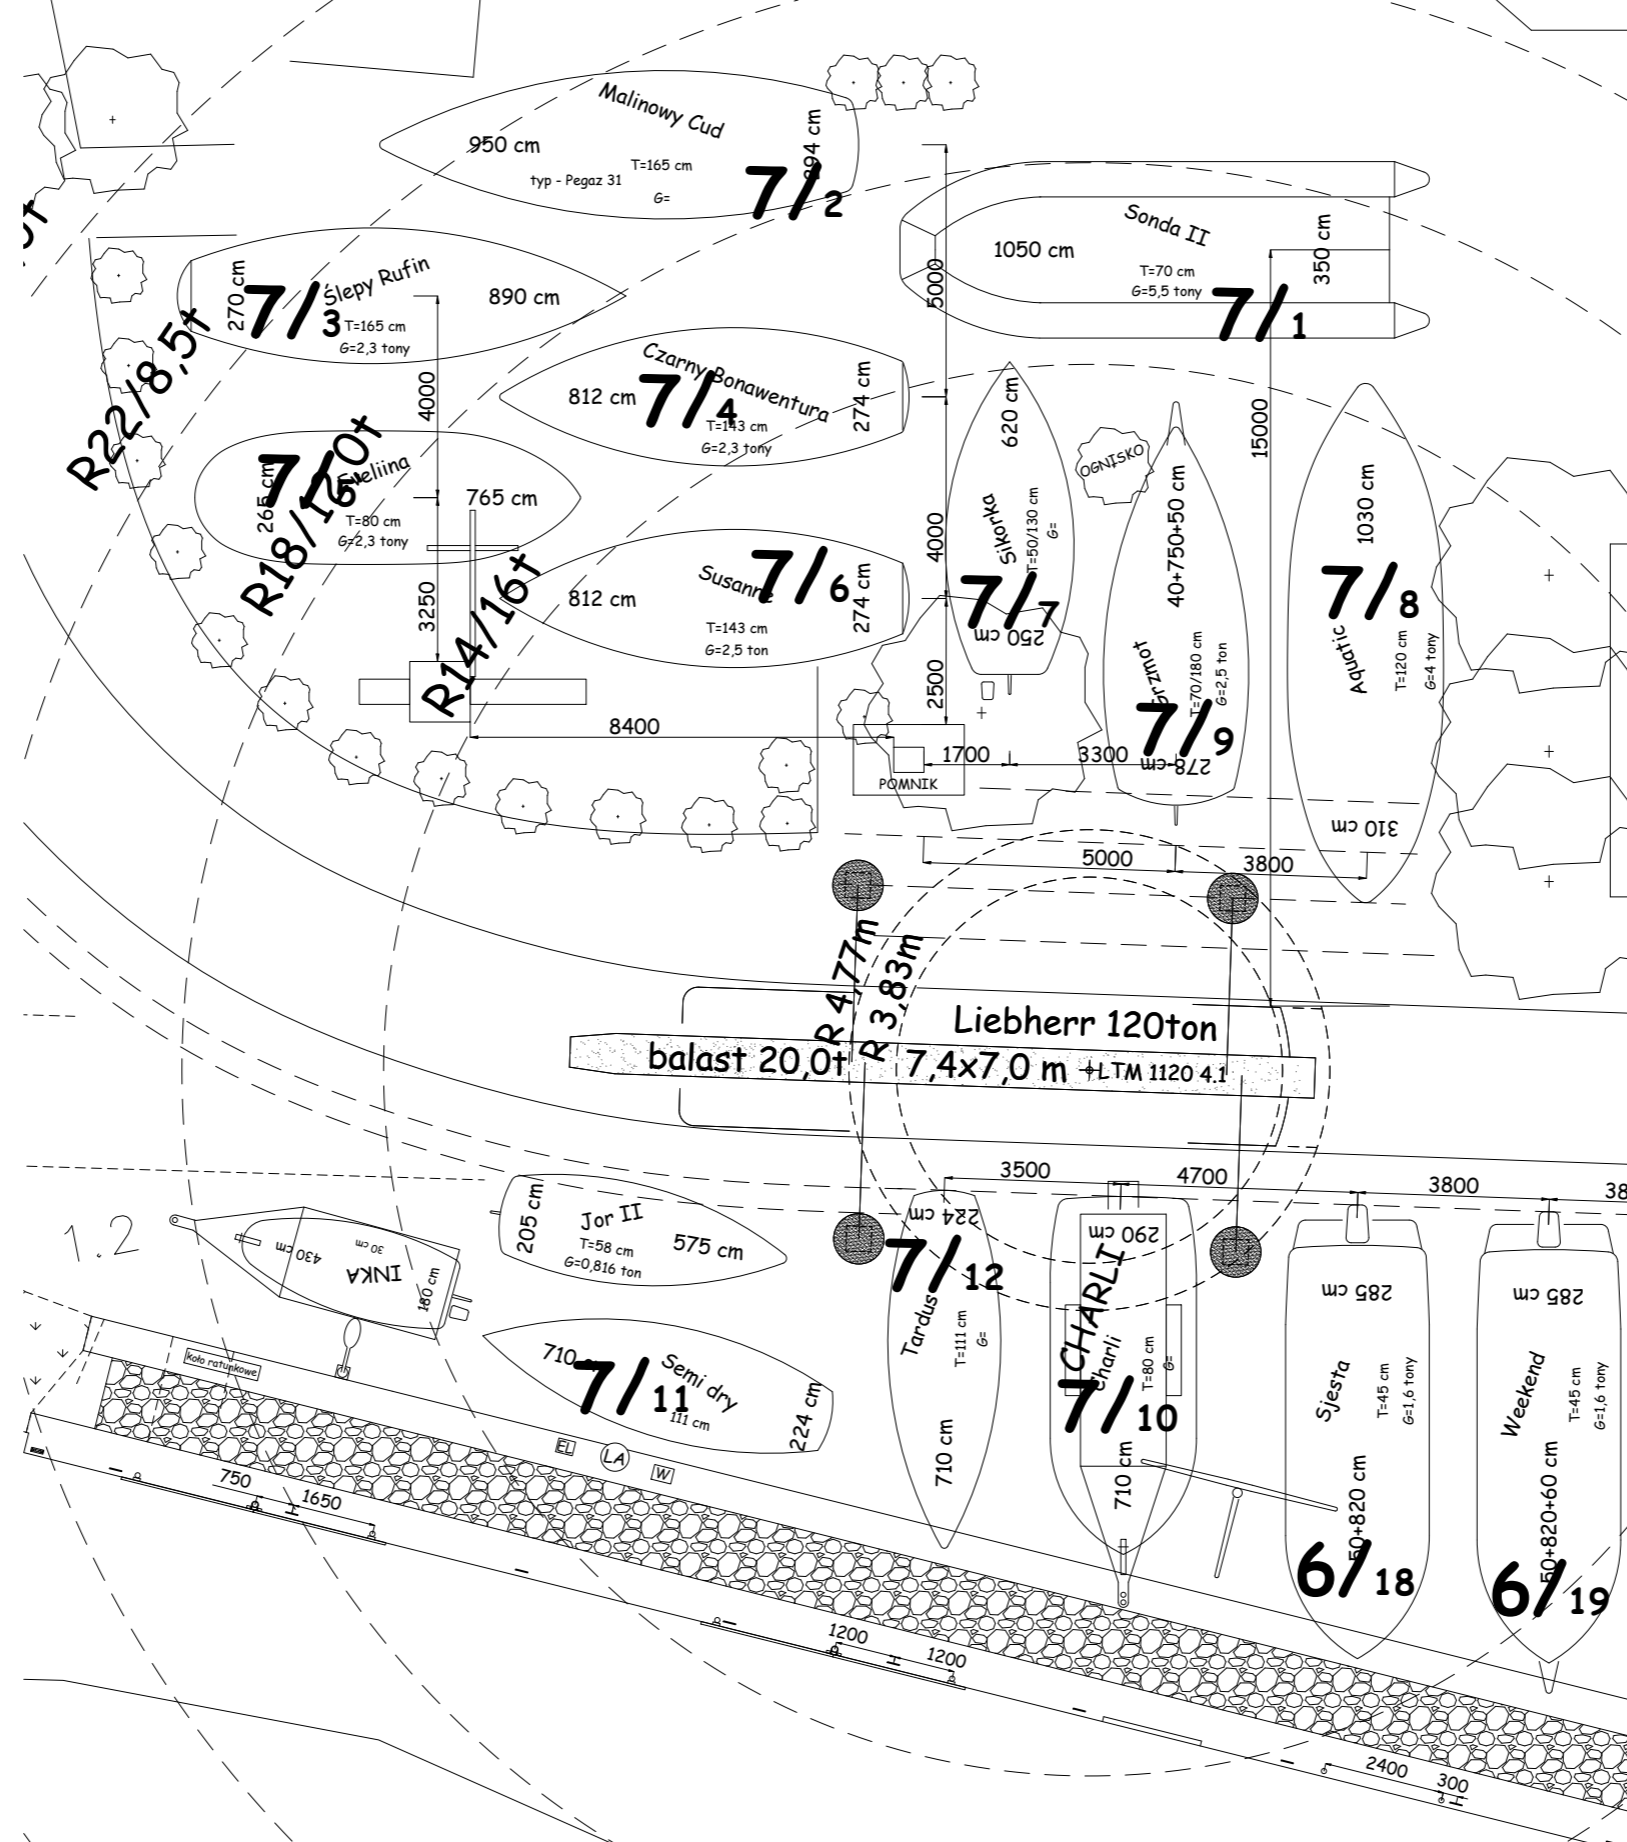 Malinowy Cud
950 cm
294 cm
T=165 cm
typ - Pegaz 31
G=
7/2
Sonda II
1050 cm
350 cm
T=70 cm
G=5,5 tony
7/1
5000
15000
270 cm
Ślepy Rufin
890 cm
7/3
T=165 cm
G=2,3 tony
4000
R22/8,5t
Czarny Bonawentura
812 cm
274 cm
7/4
T=143 cm
G=2,3 tony
620 cm
Sikorka
T=50/130 cm
G=
7/7
250 cm
OGNISKO
40+750+50 cm
Grzmot
T=70/180 cm
G=2,5 ton
7/9
278 cm
1030 cm
7/8
Aquatic
T=120 cm
G=4 tony
310 cm
Eveliina
265 cm
765 cm
T=80 cm
G=2,3 tony
3250
4000
Susanne
812 cm
7/6
274 cm
T=143 cm
G=2,5 ton
R14/16t
2500
8400
1700
3300
POMNIK
5000
3800
R 4,77m
R 3,83m
Liebherr 120ton
balast 20,0t
7,4x7,0 m
LTM 1120 4.1
3500
4700
3800
38
1.2
205 cm
Jor II
575 cm
T=58 cm
G=0,816 ton
430 cm
30 cm
INKA
180 cm
224 cm
7/12
Tardus
T=111 cm
G=
710 cm
290 cm
CHARLI
Charli
T=80 cm
G=
7/10
710 cm
285 cm
Sjesta
T=45 cm
G=1,6 tony
50+820 cm
6/18
285 cm
Weekend
T=45 cm
G=1,6 tony
50+820+60 cm
6/19
710 cm
7/11
Semi dry
111 cm
224 cm
Koło ratunkowe
EL
LA
W
750
1650
1200
1200
2400
300